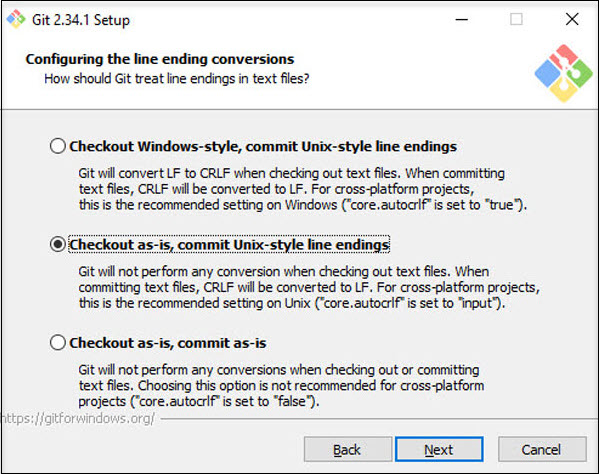 Git 2.34.1 Setup
Configuring the line ending conversions
How should Git treat line endings in text files?
Checkout Windows-style, commit Unix-style line endings
Git will convert LF to CRLF when checking out text files. When committing
text files, CRLF will be converted to LF. For cross-platform projects,
this is the recommended setting on Windows ("core.autocrlf" is set to "true").
Checkout as-is, commit Unix-style line endings
Git will not perform any conversion when checking out text files. When
committing text files, CRLF will be converted to LF. For cross-platform projects,
this is the recommended setting on Unix ("core.autocrlf" is set to "input").
Checkout as-is, commit as-is
Git will not perform any conversions when checking out or committing
text files. Choosing this option is not recommended for cross-platform
projects ("core.autocrlf" is set to "false").
https://gitforwindows.org/
Back Next Cancel